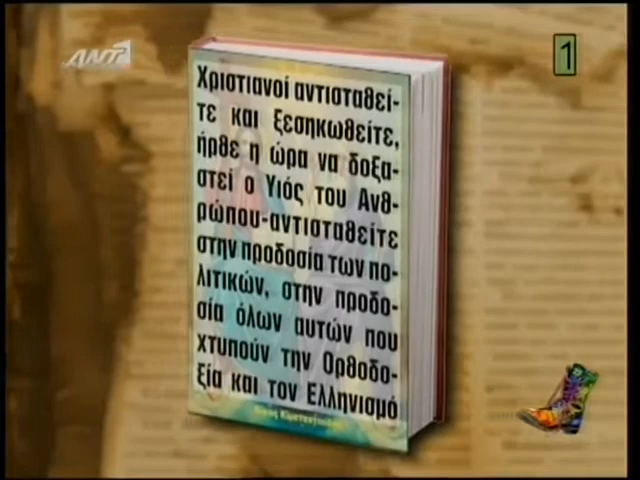 ANT1
1
Χριστιανοί αντισταθεί-
τε και ξεσηκωθείτε,
ήρθε η ώρα να δοξα-
στεί ο Υιός του Ανθ-
ρώπου-αντισταθείτε
στην προδοσία των πο-
λιτικών, στην προδο-
σία όλων αυτών που
χτυπούν την Ορθοδο-
ξία και τον Ελληνισμό